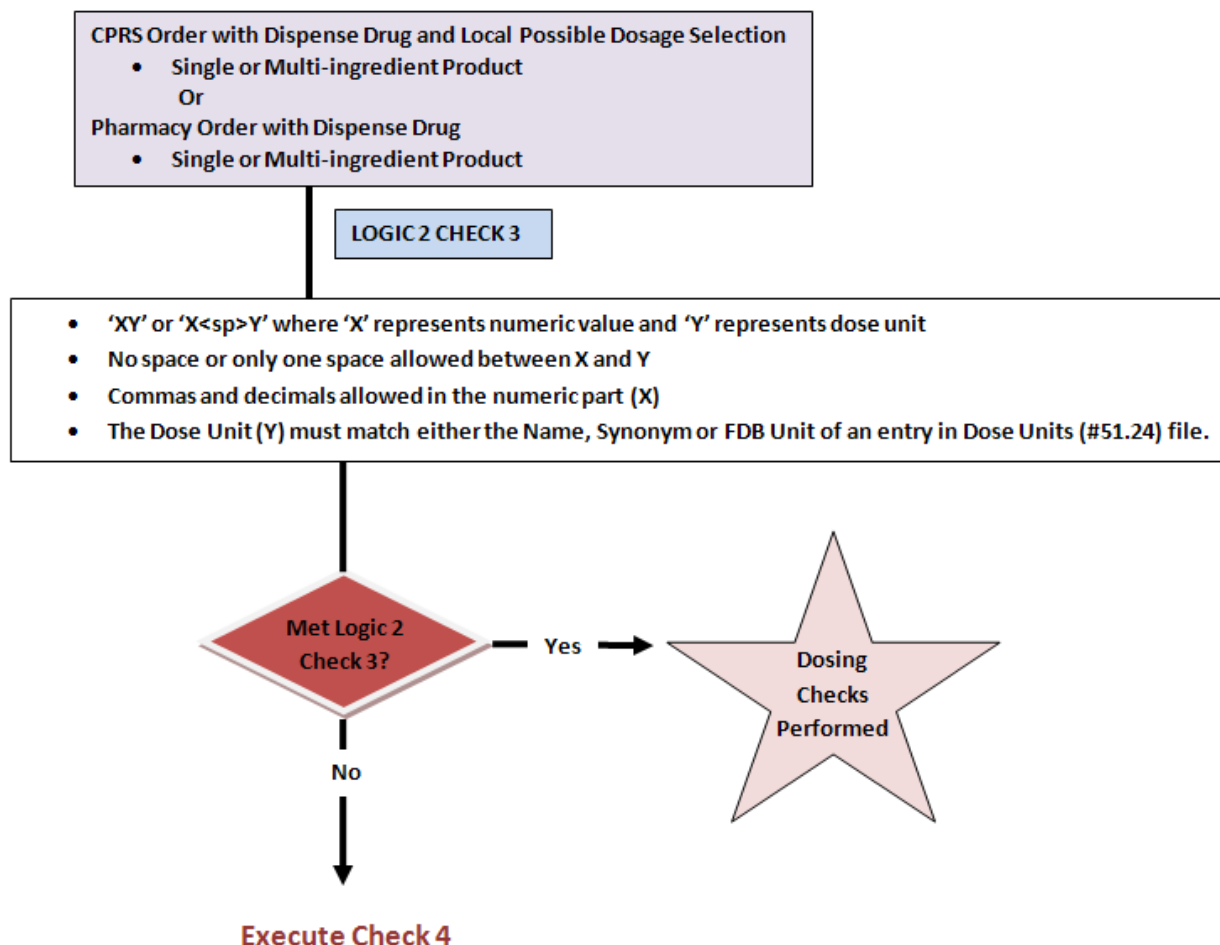 CPRS Order with Dispense Drug and Local Possible Dosage Selection
• Single or Multi-ingredient Product
Or
Pharmacy Order with Dispense Drug
• Single or Multi-ingredient Product
LOGIC 2 CHECK 3
• ‘XY’ or ‘X<sp>Y’ where ‘X’ represents numeric value and ‘Y’ represents dose unit
• No space or only one space allowed between X and Y
• Commas and decimals allowed in the numeric part (X)
• The Dose Unit (Y) must match either the Name, Synonym or FDB Unit of an entry in Dose Units (#51.24) file.
Met Logic 2
Check 3?
Yes
Dosing
Checks
Performed
No
Execute Check 4